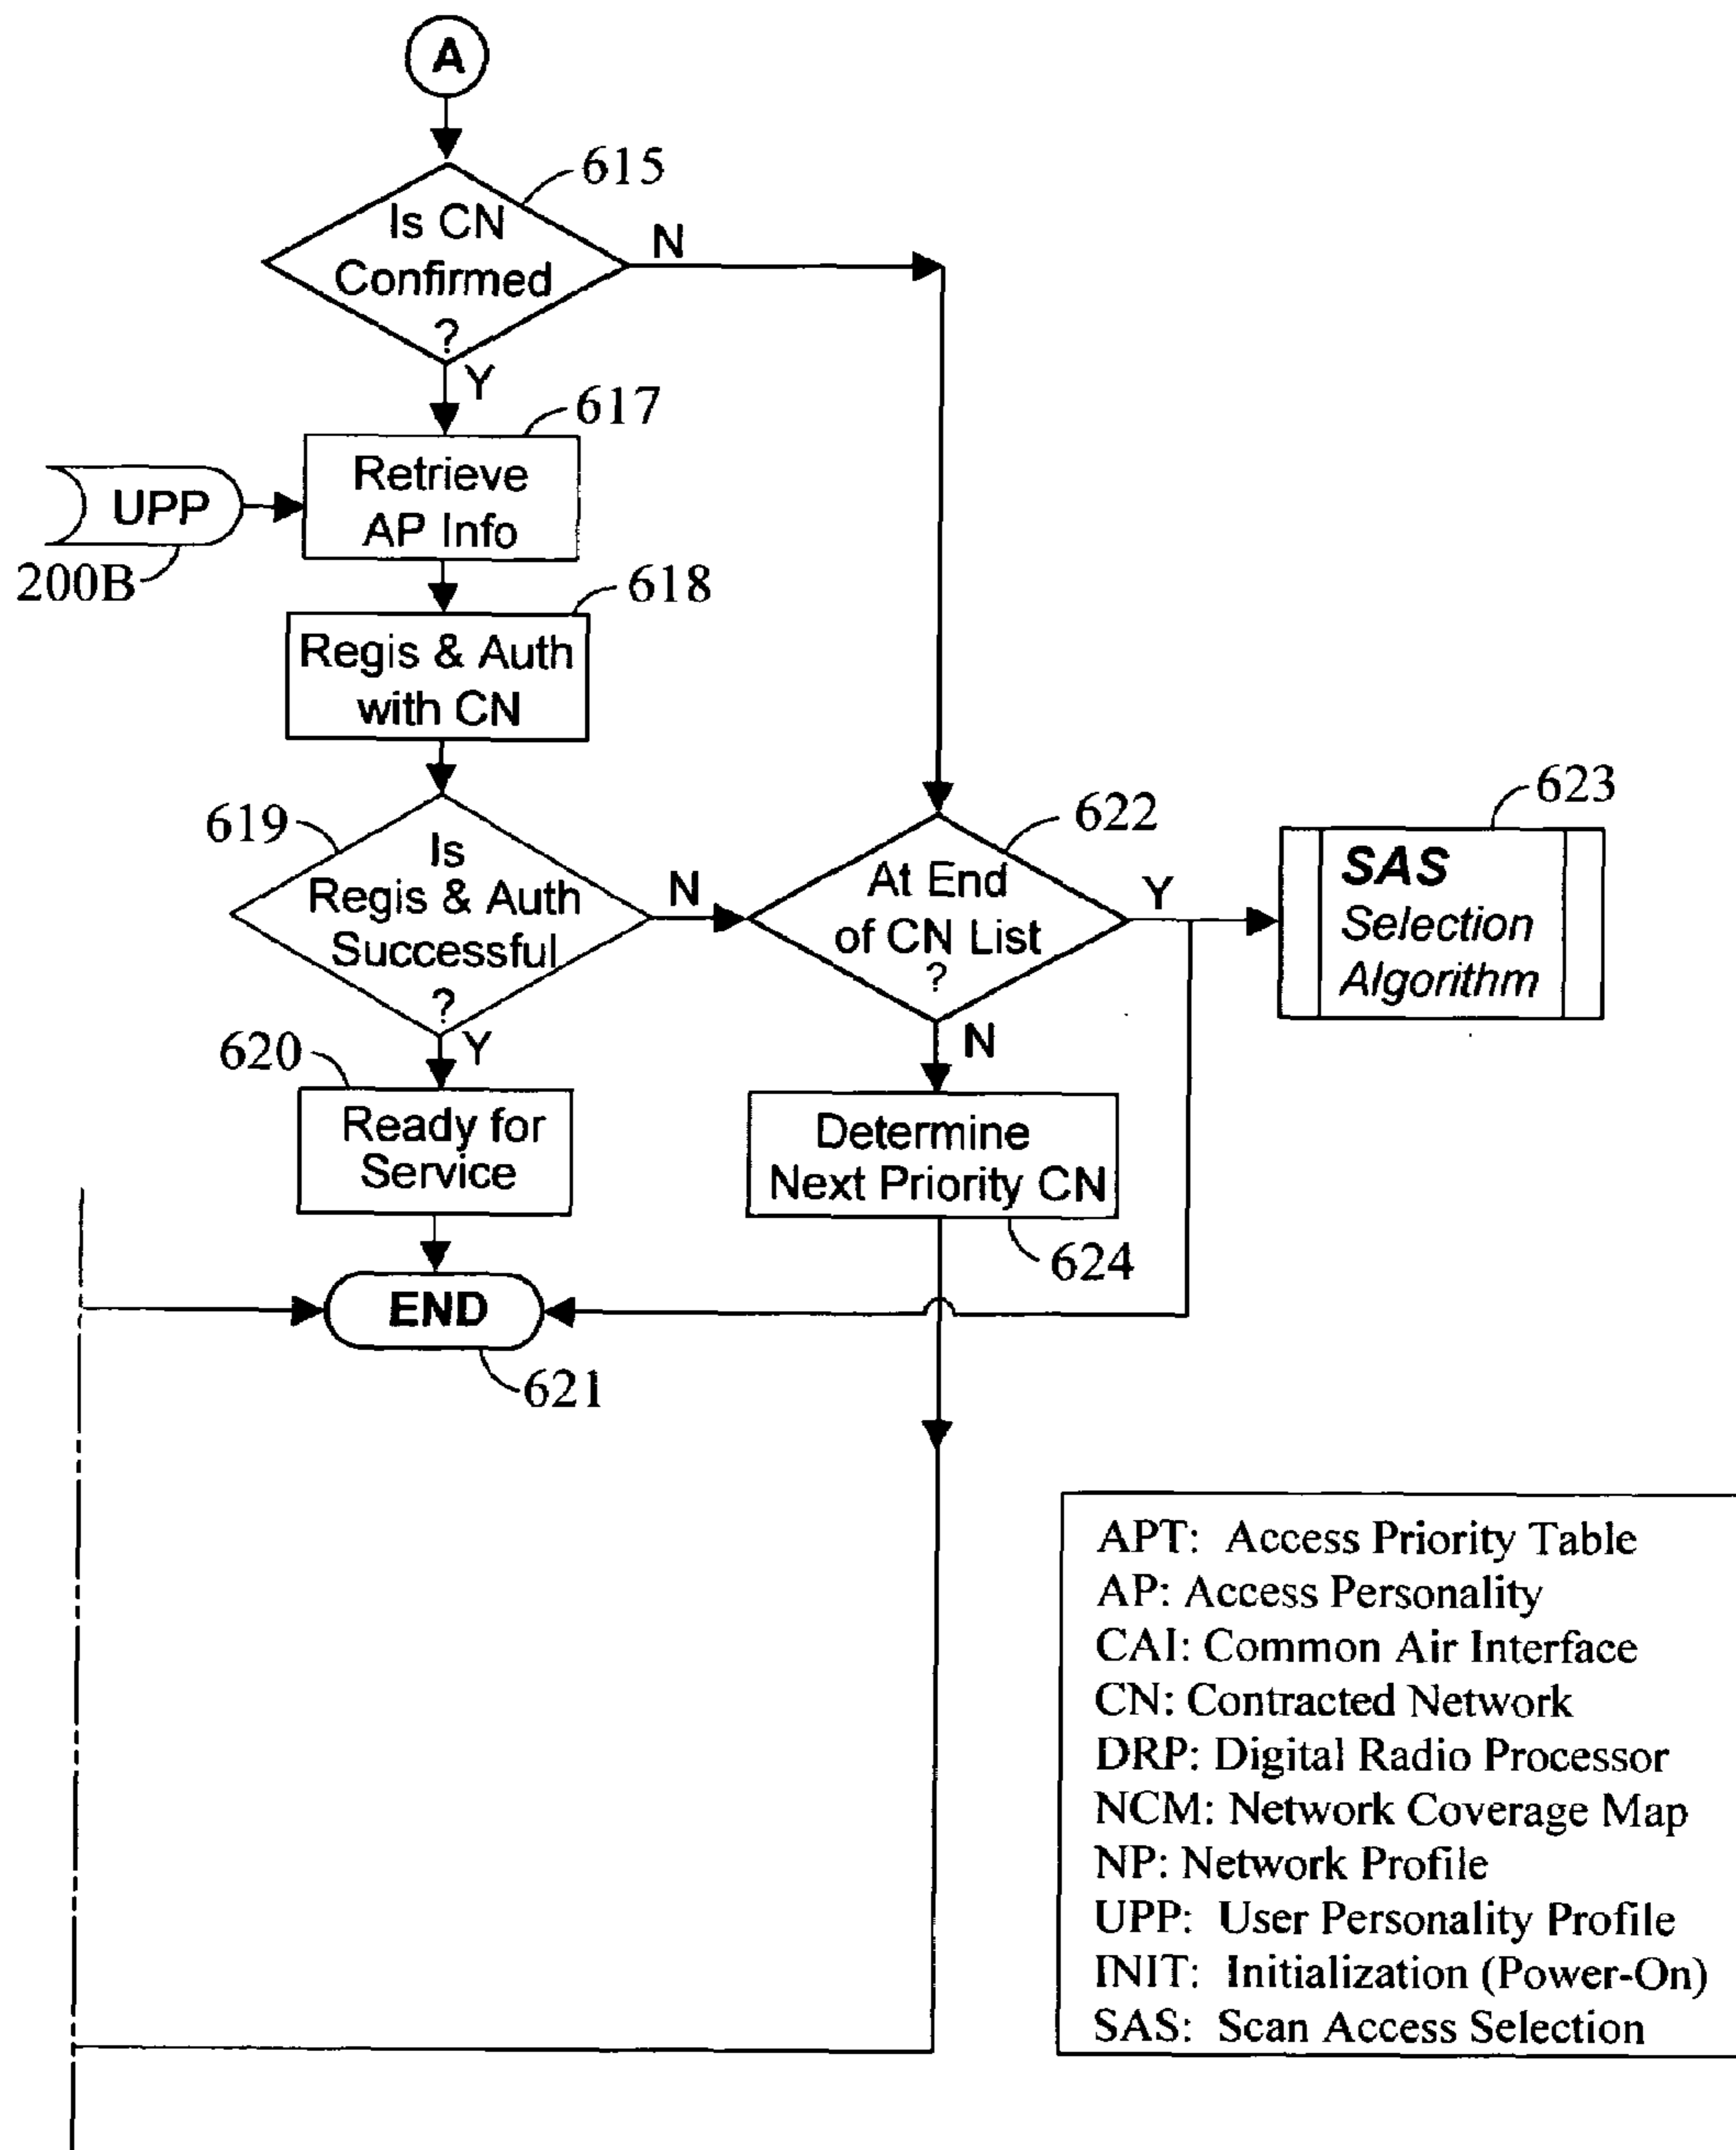 A
615
Is CN
Confirmed
?
N
Y
617
Retrieve
AP Info
UPP
200B
618
Regis & Auth
with CN
619
Is
Regis & Auth
Successful
?
N
Y
622
At End
of CN List
?
Y
N
623
SAS
Selection
Algorithm
620
Ready for
Service
Determine
Next Priority CN
624
END
621
APT: Access Priority Table
AP: Access Personality
CAI: Common Air Interface
CN: Contracted Network
DRP: Digital Radio Processor
NCM: Network Coverage Map
NP: Network Profile
UPP: User Personality Profile
INIT: Initialization (Power-On)
SAS: Scan Access Selection